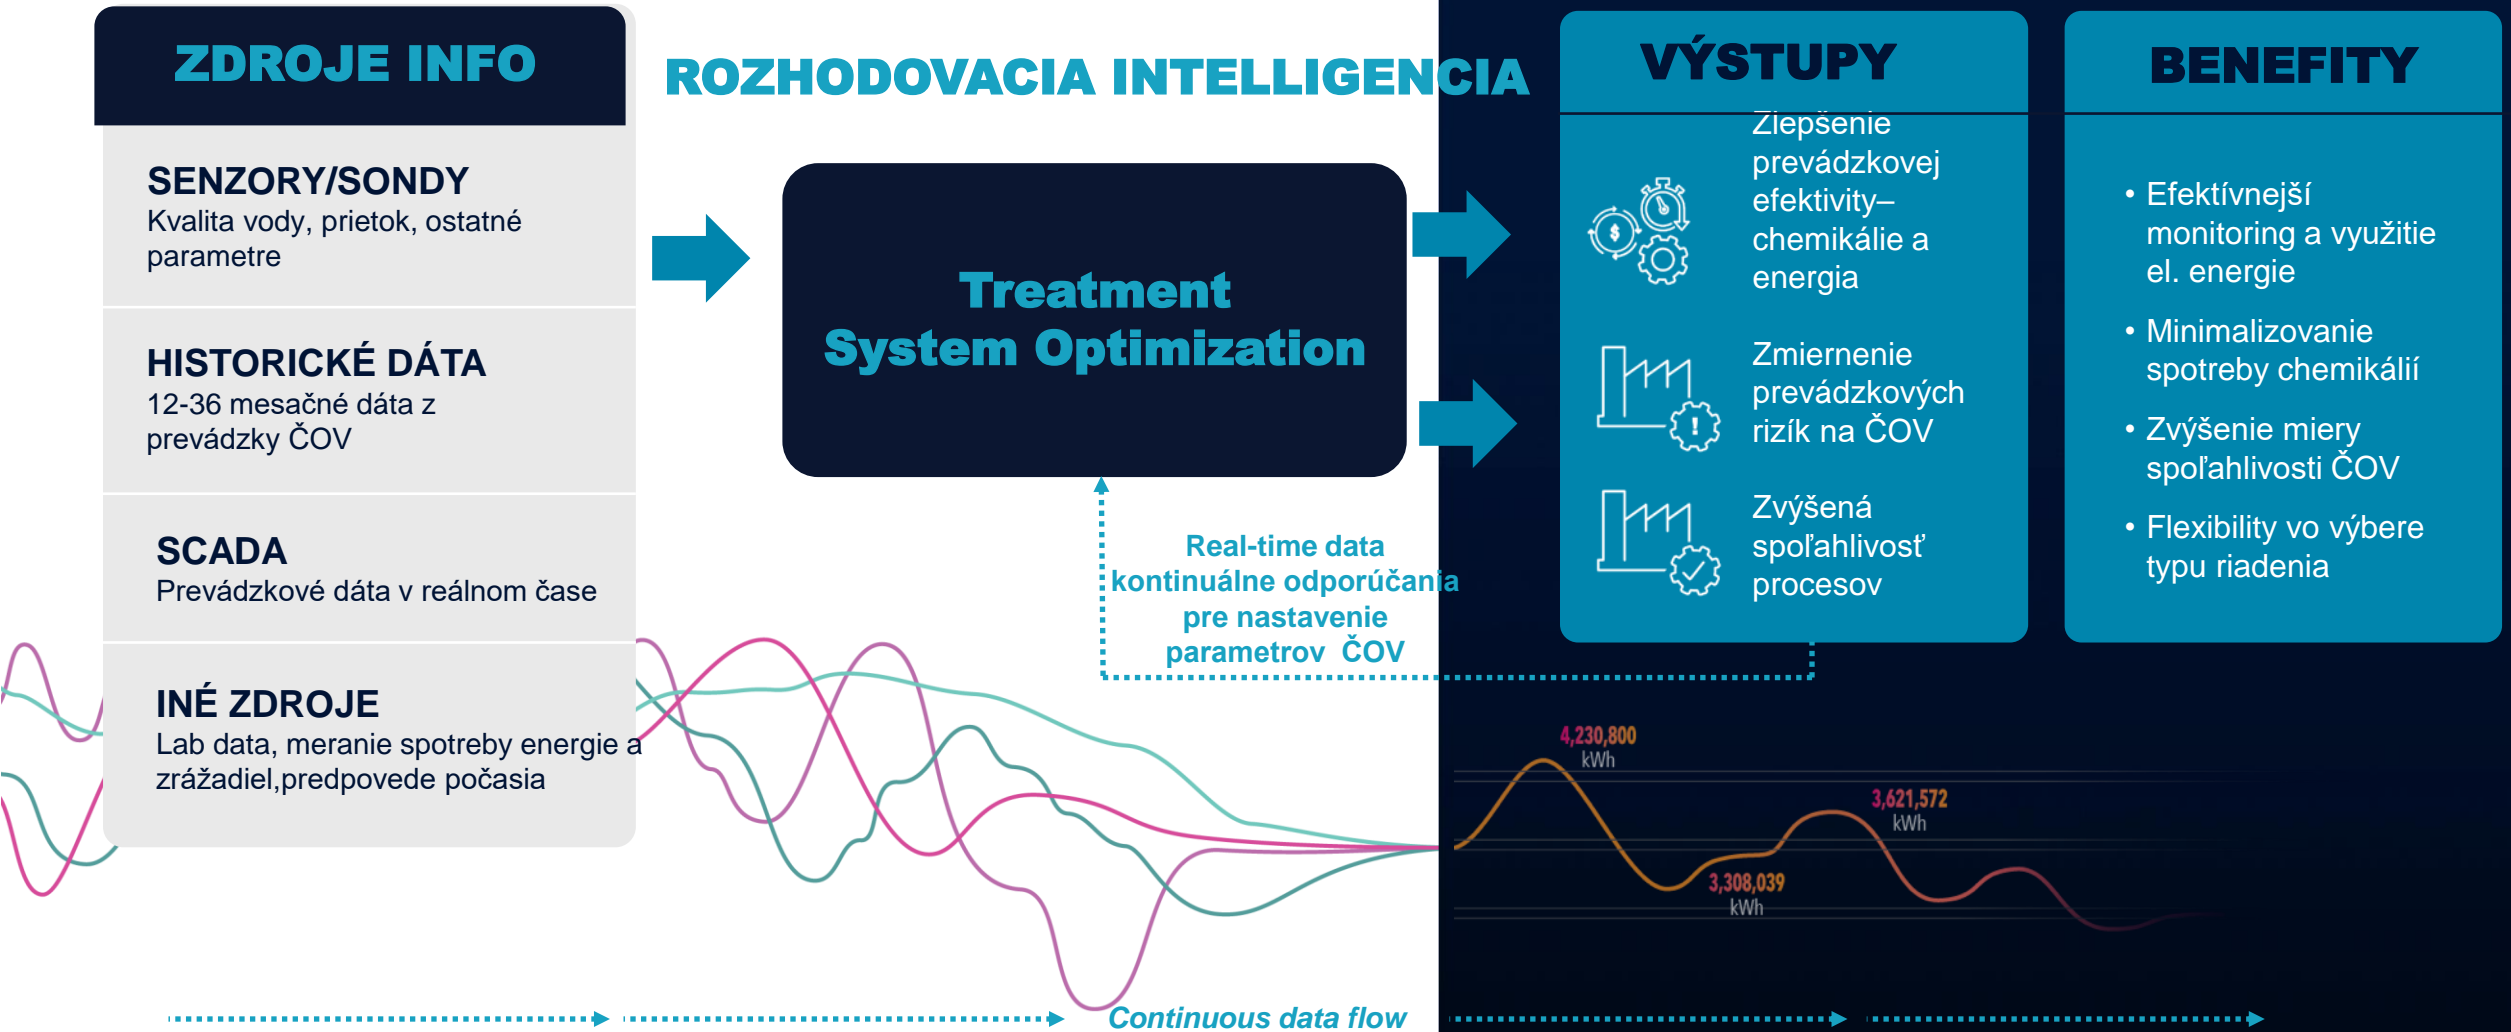 ZDROJE INFO
SENZORY/SONDY
Kvalita vody, prietok, ostatné
parametre
HISTORICKÉ DÁTA
12-36 mesačné dáta z
prevádzky ČOV
SCADA
Prevádzkové dáta v reálnom čase
INÉ ZDROJE
Lab data, meranie spotreby energie a
zrážadiel,predpovede počasia
ROZHODOVACIA INTELLIGENCIA
Treatment
System Optimization
Real-time data
kontinuálne odporúčania
pre nastavenie
parametrov  ČOV
VÝSTUPY
Zlepšenie
prevádzkovej
efektivity–
chemikálie a
energia
Zmiernenie
prevádzkových
rizík na ČOV
Zvýšená
spoľahlivosť
procesov
BENEFITY
• Efektívnejší
monitoring a využitie
el. energie
• Minimalizovanie
spotreby chemikálií
• Zvýšenie miery
spoľahlivosti ČOV
• Flexibility vo výbere
typu riadenia
4,230,800
kWh
3,621,572
kWh
3,308,039
kWh
Continuous data flow